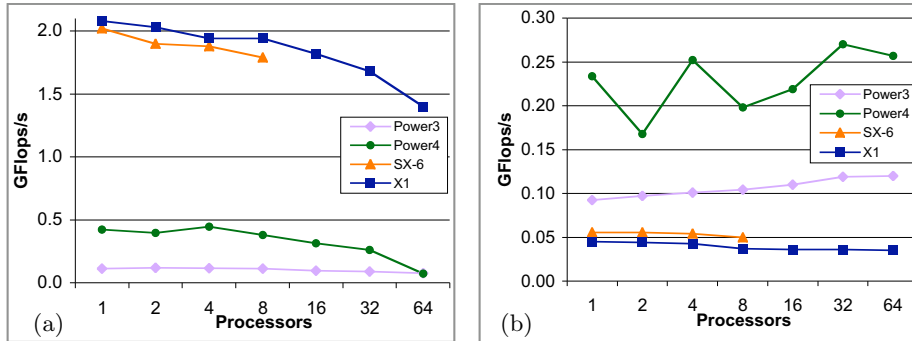 2.0
1.5
1.0
0.5
0.0
GFlops/s
Power3
Power4
SX-6
X1
1 2 4 8 16 32 64
(a) Processors
0.30
0.25
0.20
0.15
0.10
0.05
0.00
GFlops/s
Power3
Power4
SX-6
X1
1 2 4 8 16 32 64
(b) Processors